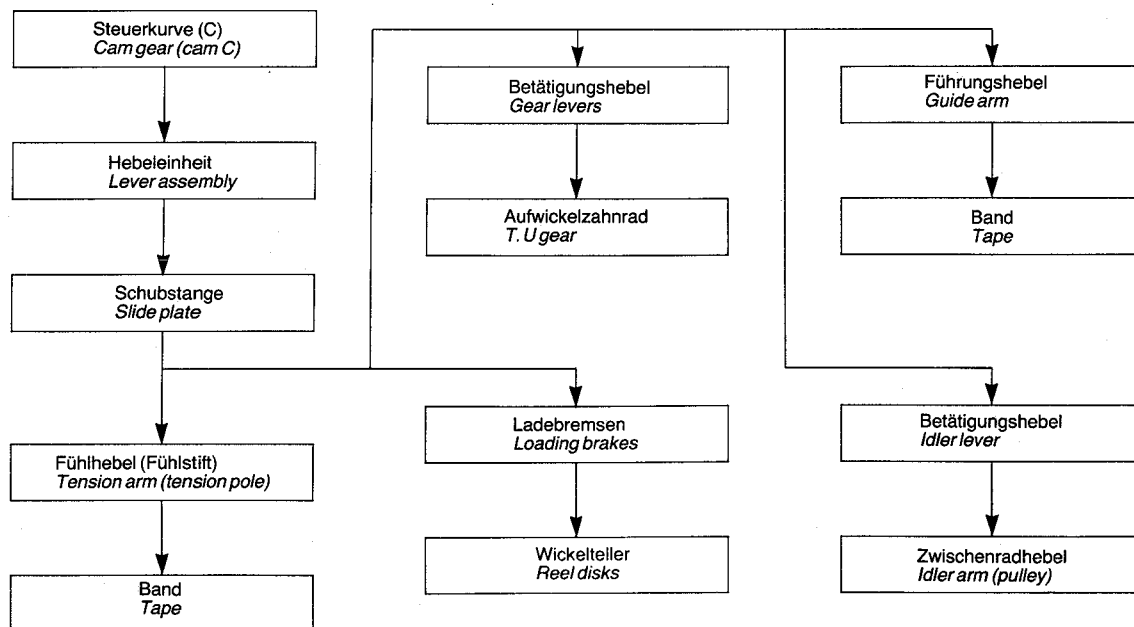 Steuerkurve (C)
Cam gear (cam C)
Hebeleinheit
Lever assembly
Schubstange
Slide plate
Fühlhebel (Fühlstift)
Tension arm (tension pole)
Band
Tape
Betätigungshebel
Gear levers
Aufwickelzahnrad
T. U gear
Ladebremsen
Loading brakes
Wickelteller
Reel disks
Führungshebel
Guide arm
Band
Tape
Betätigungshebel
Idler lever
Zwischenradhebel
Idler arm (pulley)